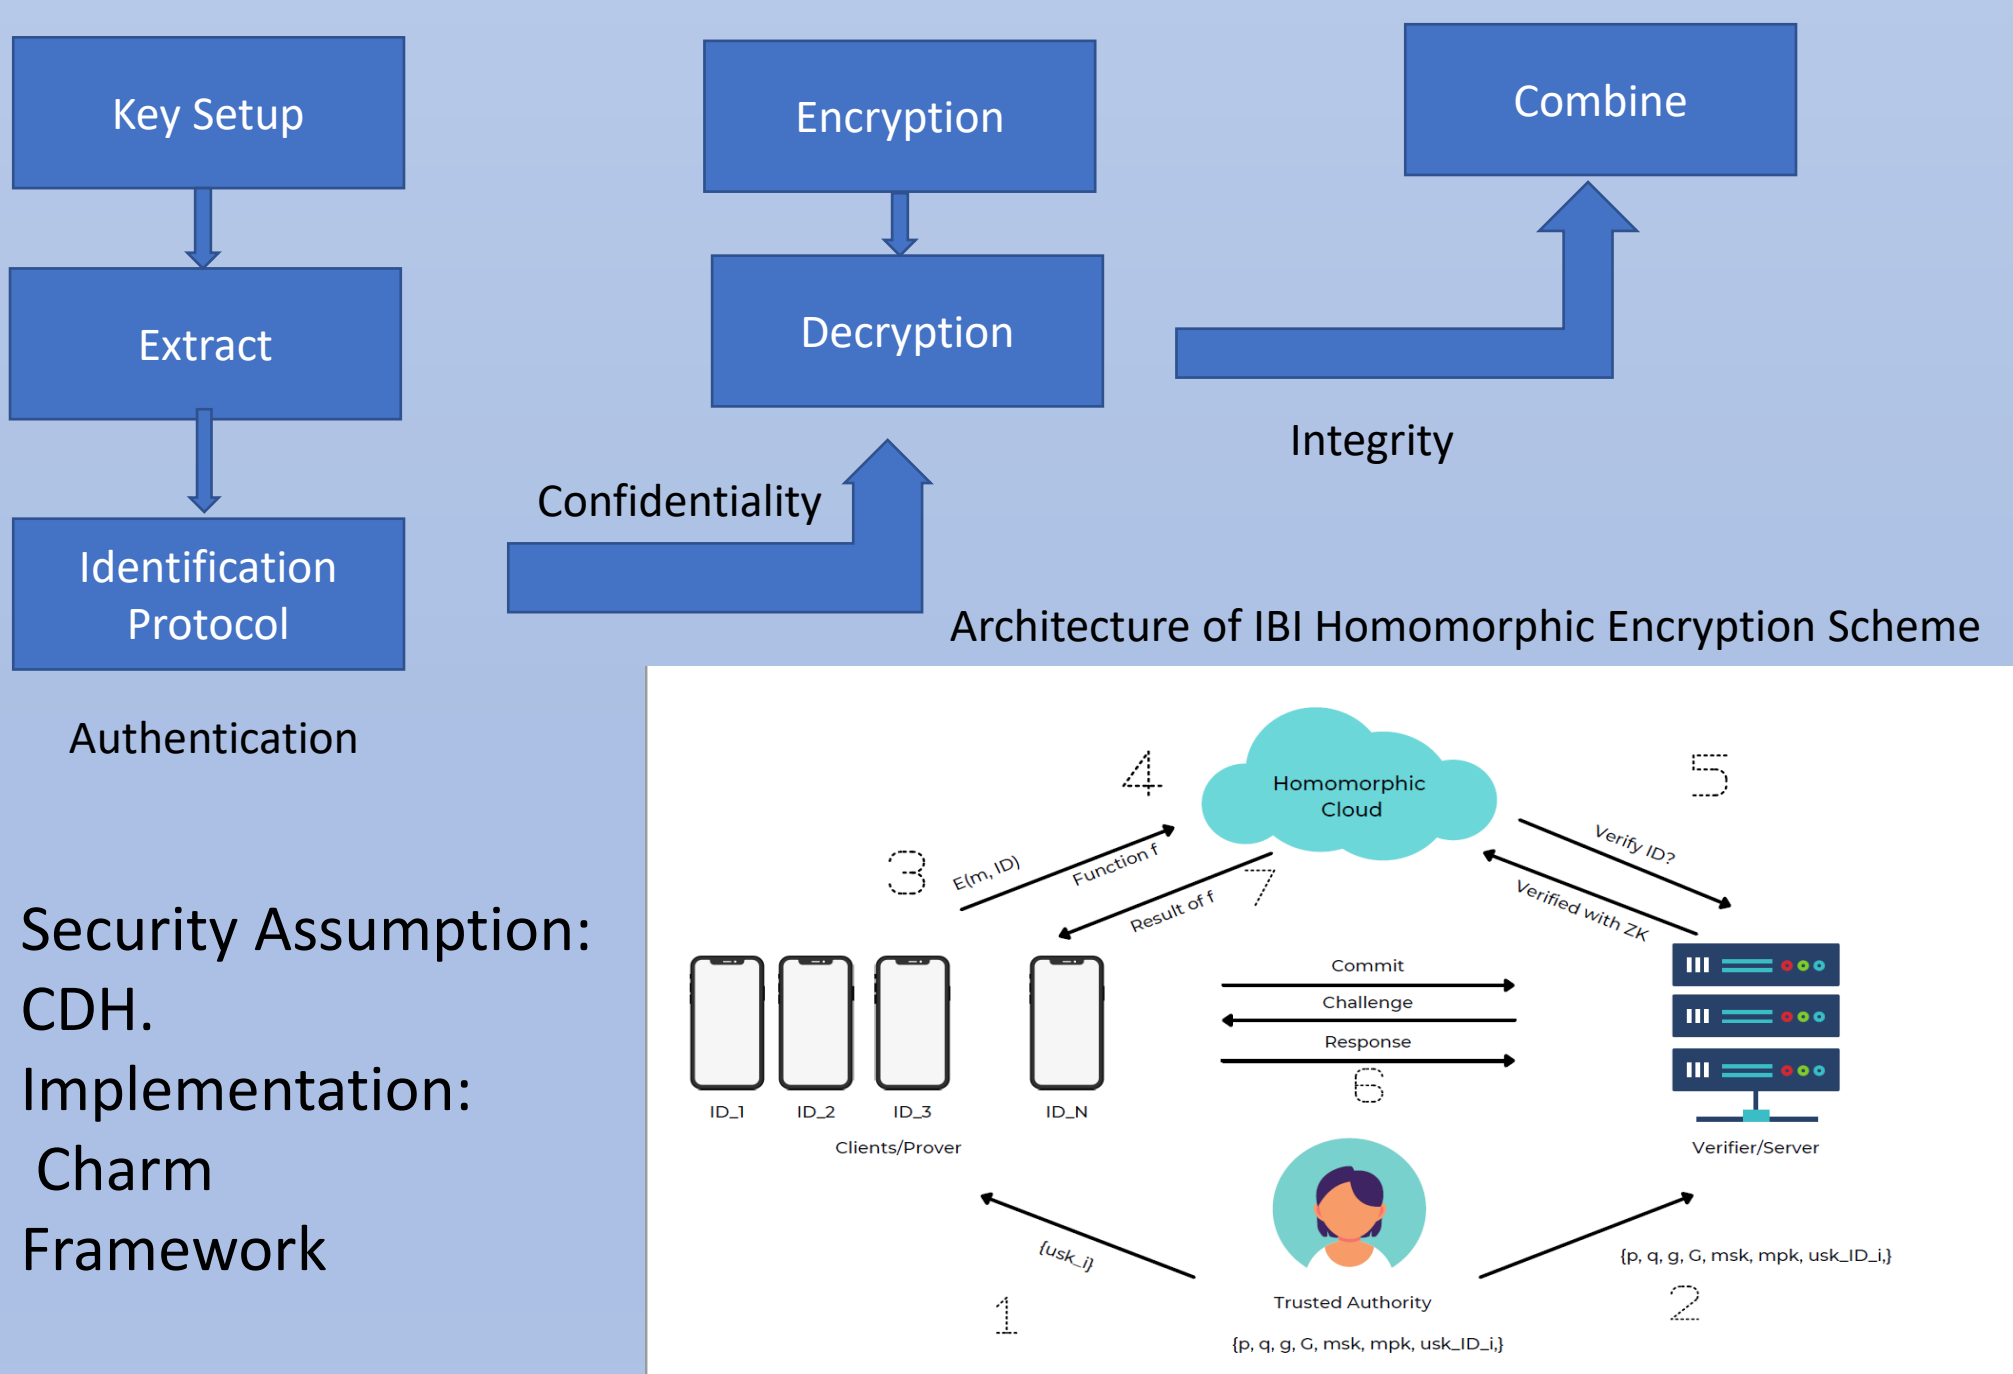 Key Setup
Extract
Identification
Protocol
Authentication
Confidentiality
Encryption
Decryption
Integrity
Combine
Security Assumption:
CDH.
Implementation:
Charm
Framework
Architecture of IBI Homomorphic Encryption Scheme
4
Homomorphic
Cloud
5
3
E(m, ID)
Function f
Result of f
7
Verify ID?
Verified with ZK
Commit
Challenge
Response
6
ID_1
ID_2
ID_3
ID_N
Clients/Prover
Verifier/Server
{usk_i}
1
Trusted Authority
{p, q, g, G, msk, mpk, usk_ID_i,}
{p, q, g, G, msk, mpk, usk_ID_i,}
2